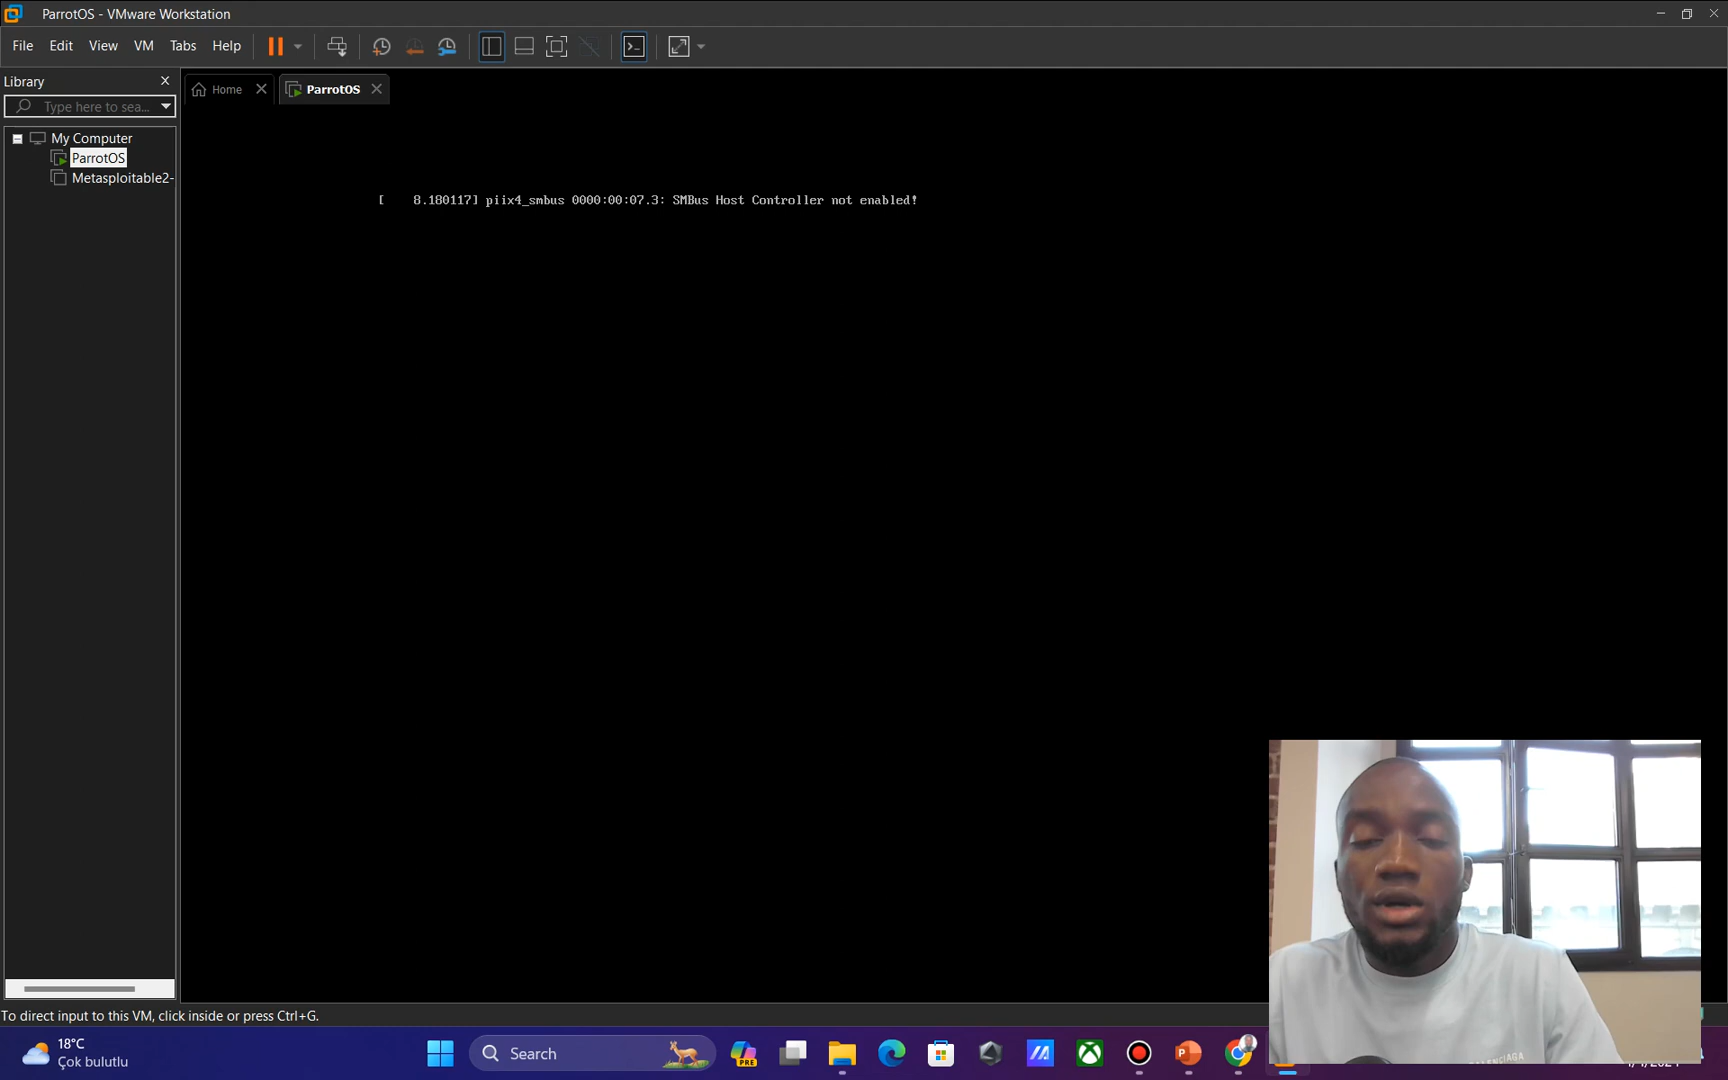 ParrotOS - VMware Workstation
File Edit View VM Tabs Help
Library
Home
ParrotOS
Type here to sea...
My Computer
ParrotOS
Metasploitable2-
[    8.180117] piix4_smbus 0000:00:07.3: SMBus Host Controller not enabled!
To direct input to this VM, click inside or press Ctrl+G.
18°C
Çok bulutlu
Search
PRE